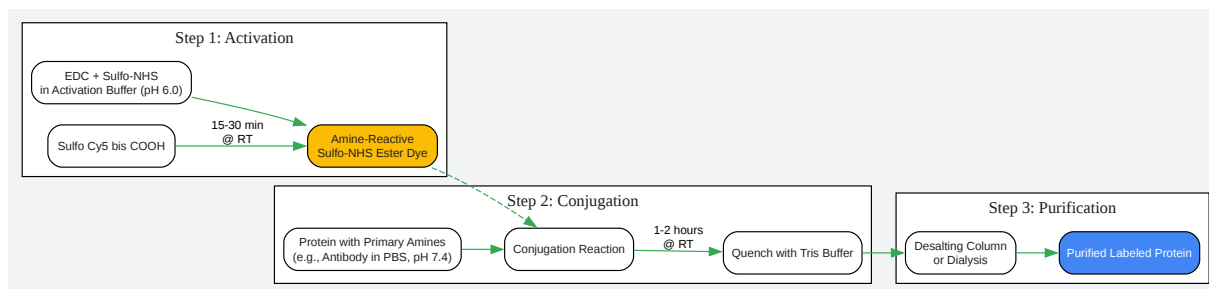 Step 1: Activation
EDC + Sulfo-NHS
in Activation Buffer (pH 6.0)
Sulfo Cy5 bis COOH
15-30 min
@ RT
Amine-Reactive
Sulfo-NHS Ester Dye
Step 2: Conjugation
Protein with Primary Amines
(e.g., Antibody in PBS, pH 7.4)
Conjugation Reaction
1-2 hours
@ RT
Quench with Tris Buffer
Step 3: Purification
Desalting Column
or Dialysis
Purified Labeled Protein